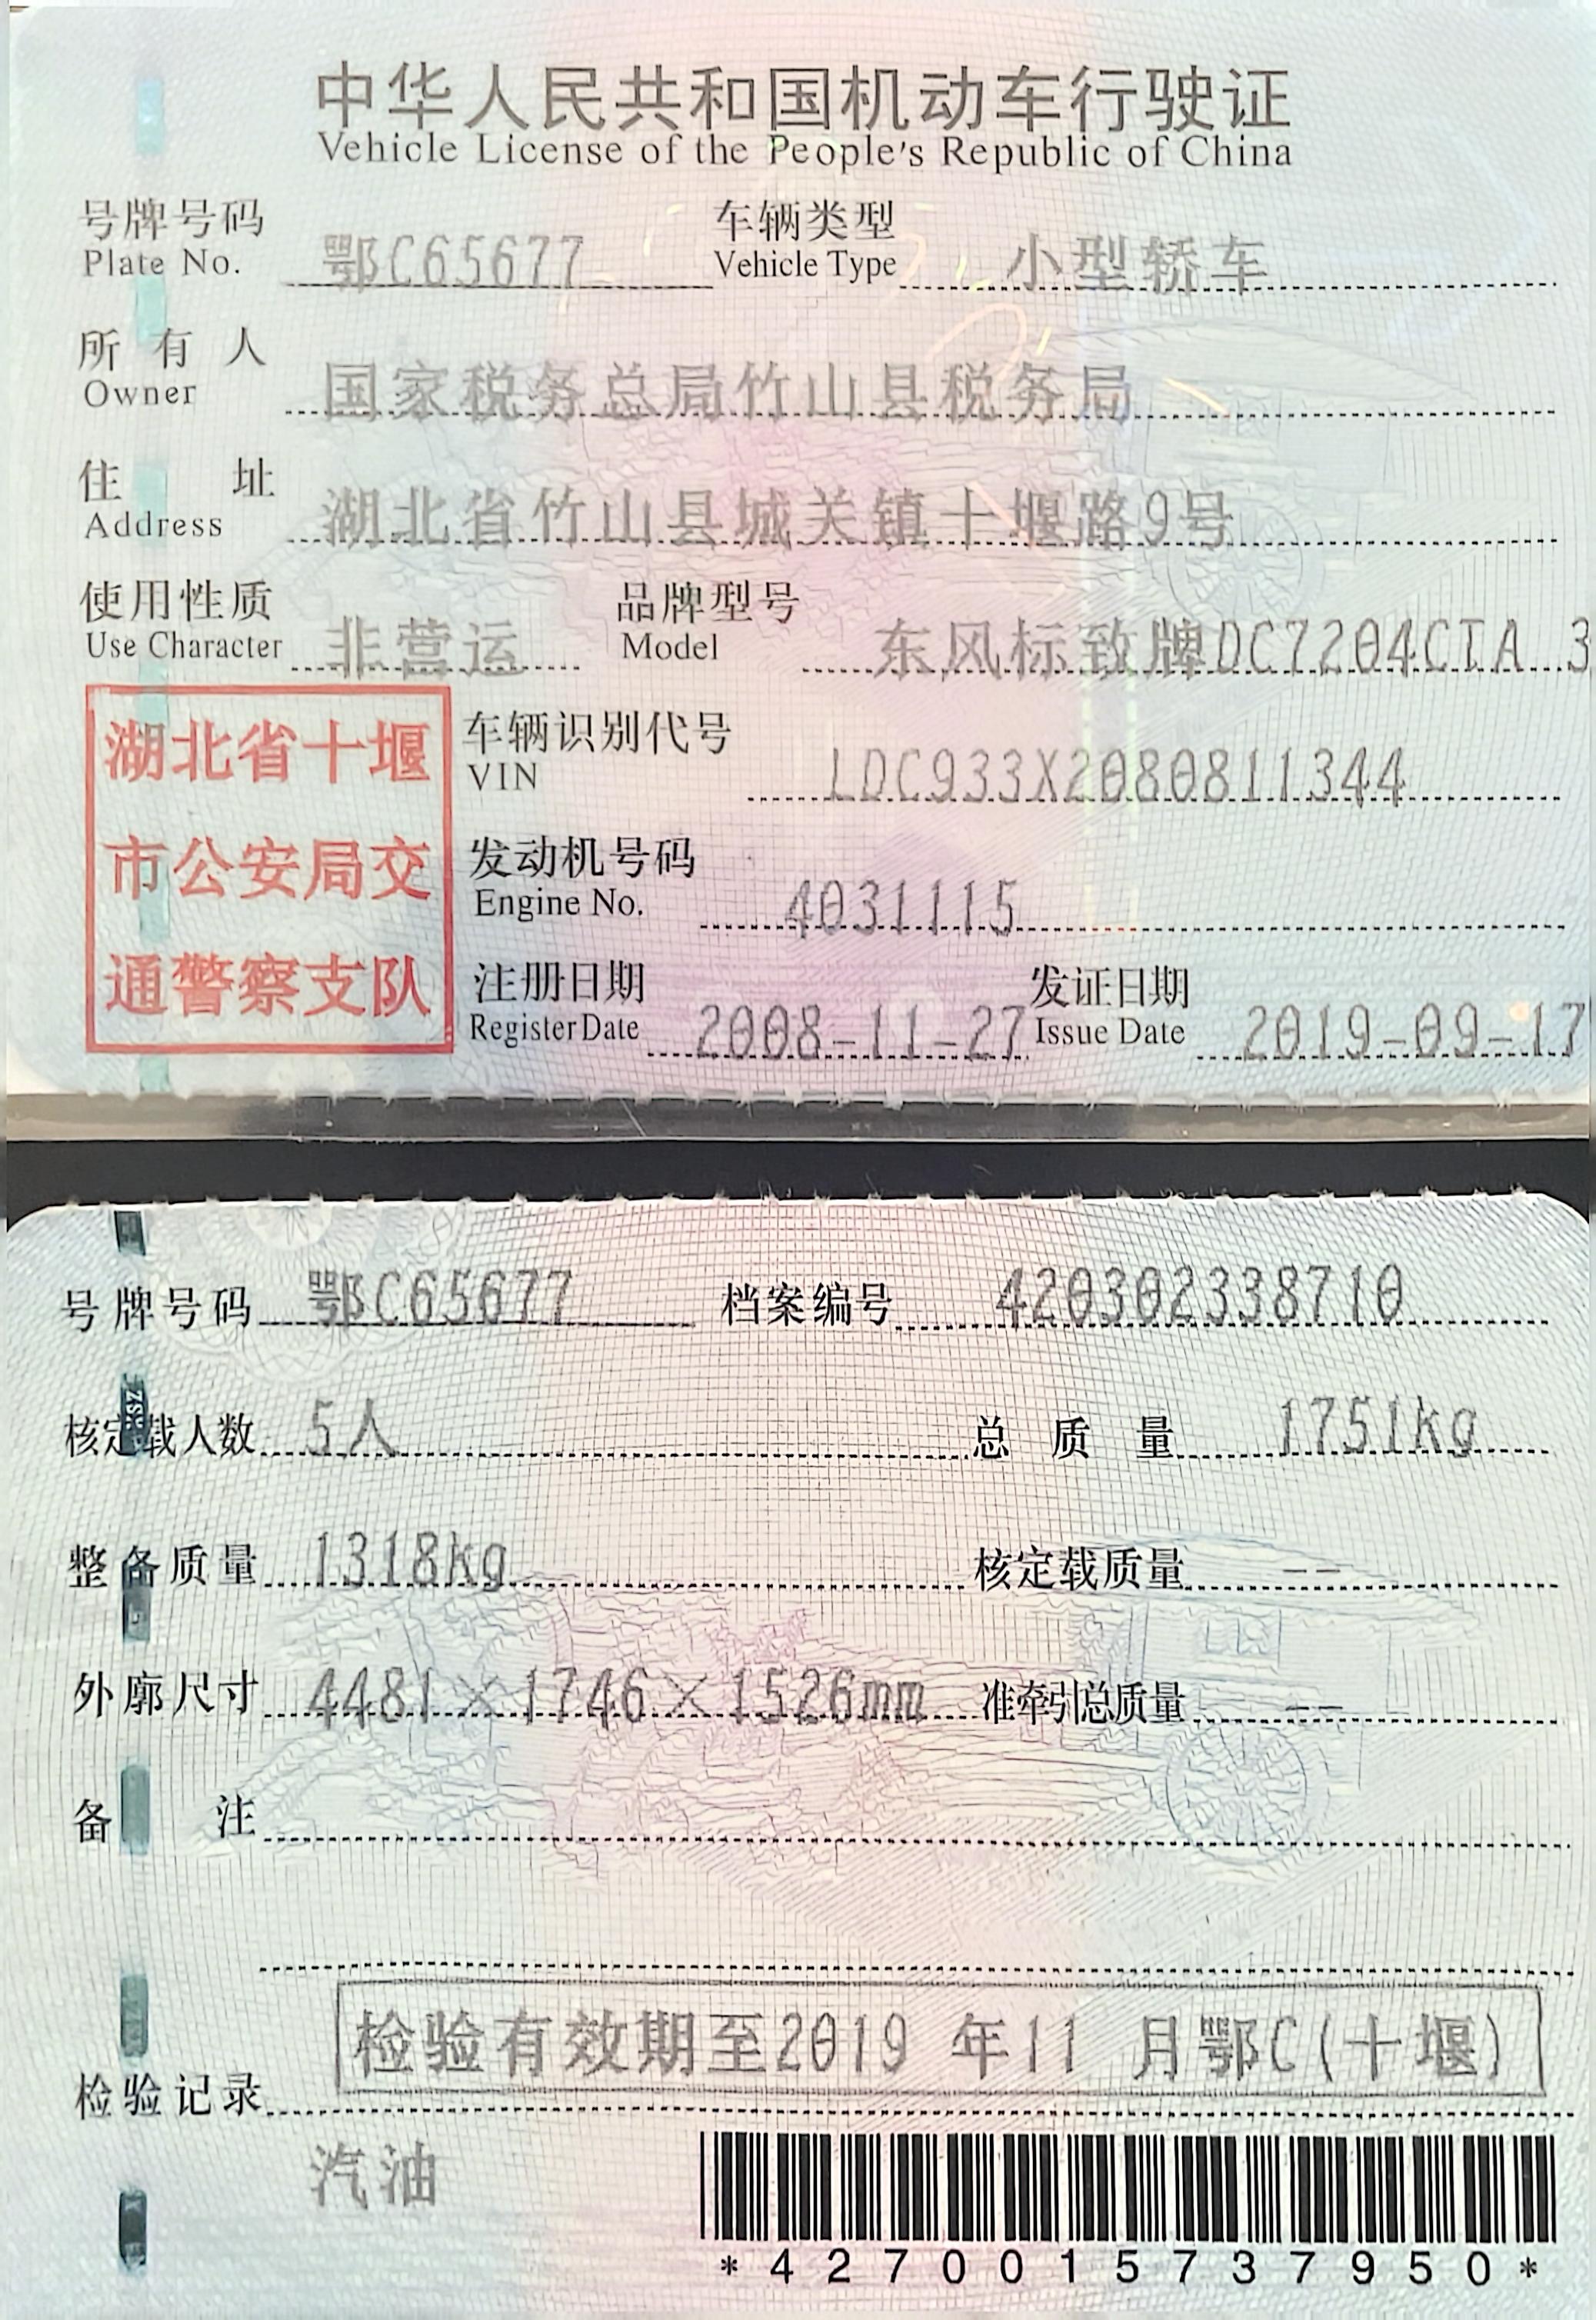 中华人民共和国机动车行驶证
Vehicle License of the People's Republic of China
号牌号码 鄂C65677 车辆类型 小型轿车
Plate No. Vehicle Type
所有人 国家税务总局竹山县税务局
Owner
住址 湖北省竹山县城关镇十堰路9号
Address
使用性质 非营运 品牌型号 东风标致牌DC7204CTA 3
Use Character Model
湖北省十堰
市公安局交
通警察支队
车辆识别代号 LDC933X2080811344
VIN
发动机号码 4031115
Engine No.
注册日期 2008-11-27 发证日期 2019-09-17
Register Date Issue Date
号牌号码 鄂C65677 档案编号 420302338710
核定载人数 5人 总质量 1751kg
整备质量 1318kg 核定载质量 --
外廓尺寸 4481×1746×1526mm 准牵引总质量 --
备注
检验记录 检验有效期至2019 年11 月鄂C(十堰)
汽油
*4270015737950*